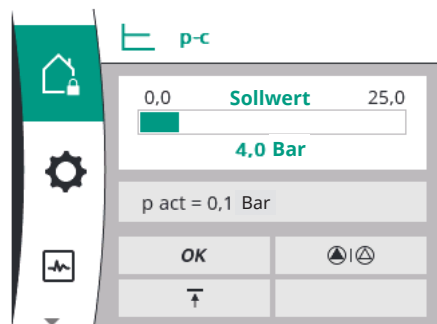 p-c
0,0 Sollwert 25,0
4,0 Bar
p act = 0,1 Bar
OK